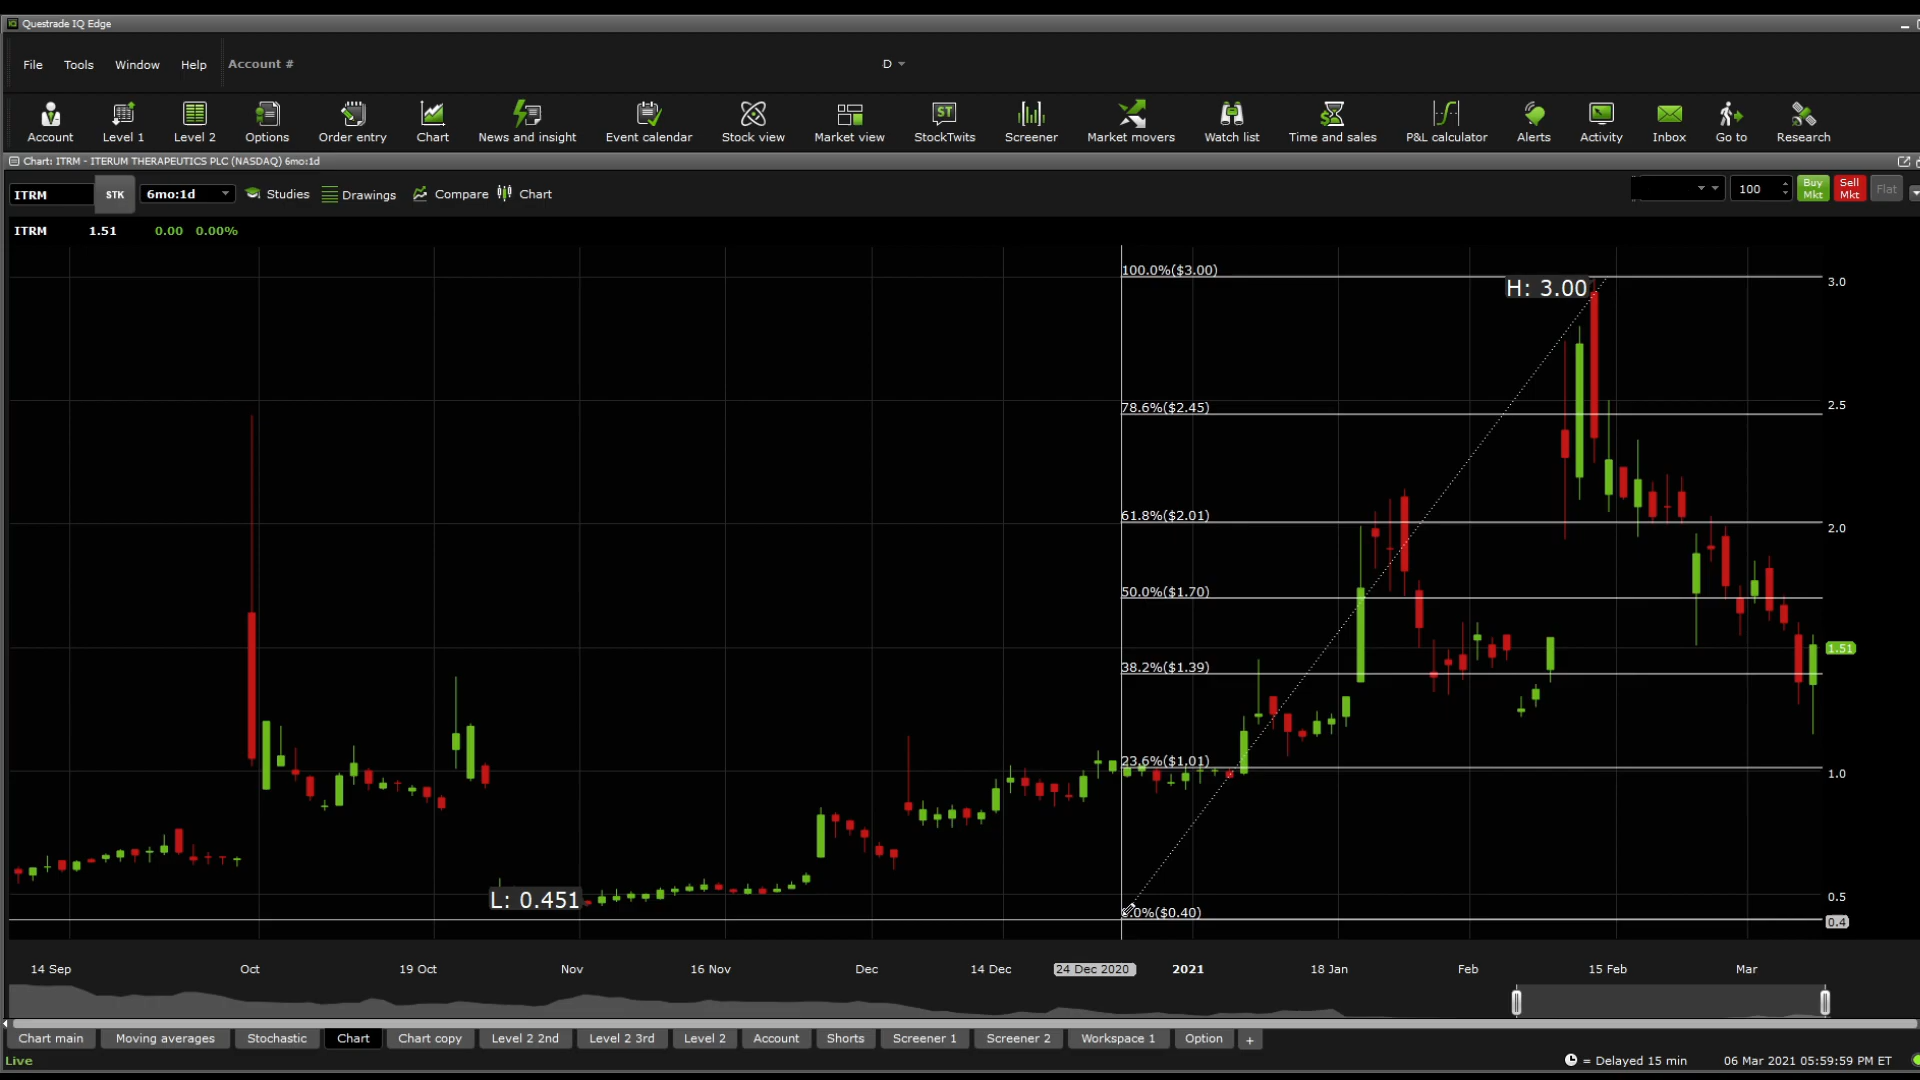 Questrade IQ Edge
File Tools Window Help Account # D
Account Level 1 Level 2 Options Order entry Chart News and insight Event calendar Stock view Market view StockTwits Screener Market movers Watch list Time and sales P&L calculator Alerts Activity Inbox Go to Research
Chart: ITRM - ITERUM THERAPEUTICS PLC (NASDAQ) 6mo:1d
ITRM STK 6mo:1d Studies Drawings Compare Chart 100 Buy Mkt Sell Mkt Flat
ITRM 1.51 0.00 0.00%
100.0%($3.00)
H: 3.00
3.0
78.6%($2.45)
2.5
61.8%($2.01)
2.0
50.0%($1.70)
1.51
38.2%($1.39)
23.6%($1.01)
1.0
L: 0.451
0.5
.0%($0.40)
0.4
14 Sep Oct 19 Oct Nov 16 Nov Dec 14 Dec 24 Dec 2020 2021 18 Jan Feb 15 Feb Mar
Chart main Moving averages Stochastic Chart Chart copy Level 2 2nd Level 2 3rd Level 2 Account Shorts Screener 1 Screener 2 Workspace 1 Option +
Live = Delayed 15 min 06 Mar 2021 05:59:59 PM ET